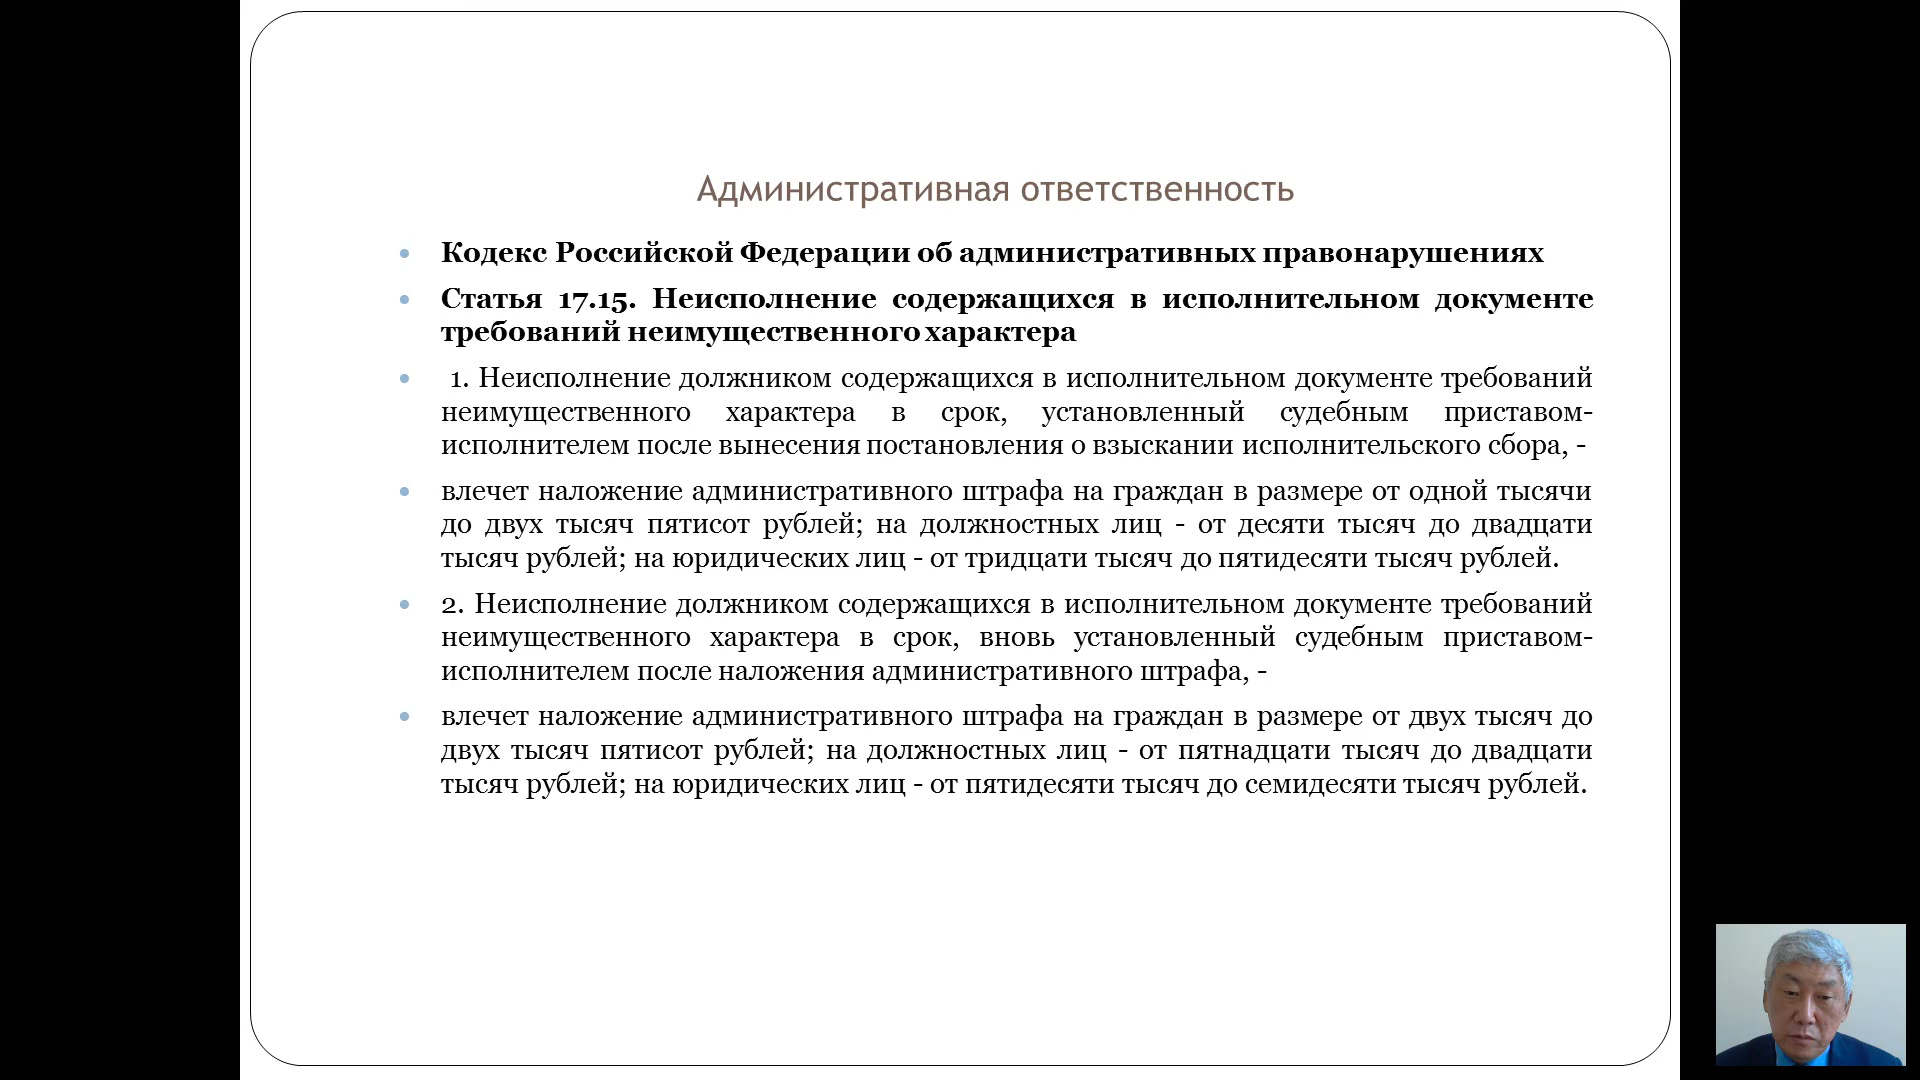 Административная ответственность
Кодекс Российской Федерации об административных правонарушениях
Статья 17.15. Неисполнение содержащихся в исполнительном документе
требований неимущественного характера
1. Неисполнение должником содержащихся в исполнительном документе требований
неимущественного характера в срок, установленный судебным приставом-
исполнителем после вынесения постановления о взыскании исполнительского сбора, -
влечет наложение административного штрафа на граждан в размере от одной тысячи
до двух тысяч пятисот рублей; на должностных лиц - от десяти тысяч до двадцати
тысяч рублей; на юридических лиц - от тридцати тысяч до пятидесяти тысяч рублей.
2. Неисполнение должником содержащихся в исполнительном документе требований
неимущественного характера в срок, вновь установленный судебным приставом-
исполнителем после наложения административного штрафа, -
влечет наложение административного штрафа на граждан в размере от двух тысяч до
двух тысяч пятисот рублей; на должностных лиц - от пятнадцати тысяч до двадцати
тысяч рублей; на юридических лиц - от пятидесяти тысяч до семидесяти тысяч рублей.